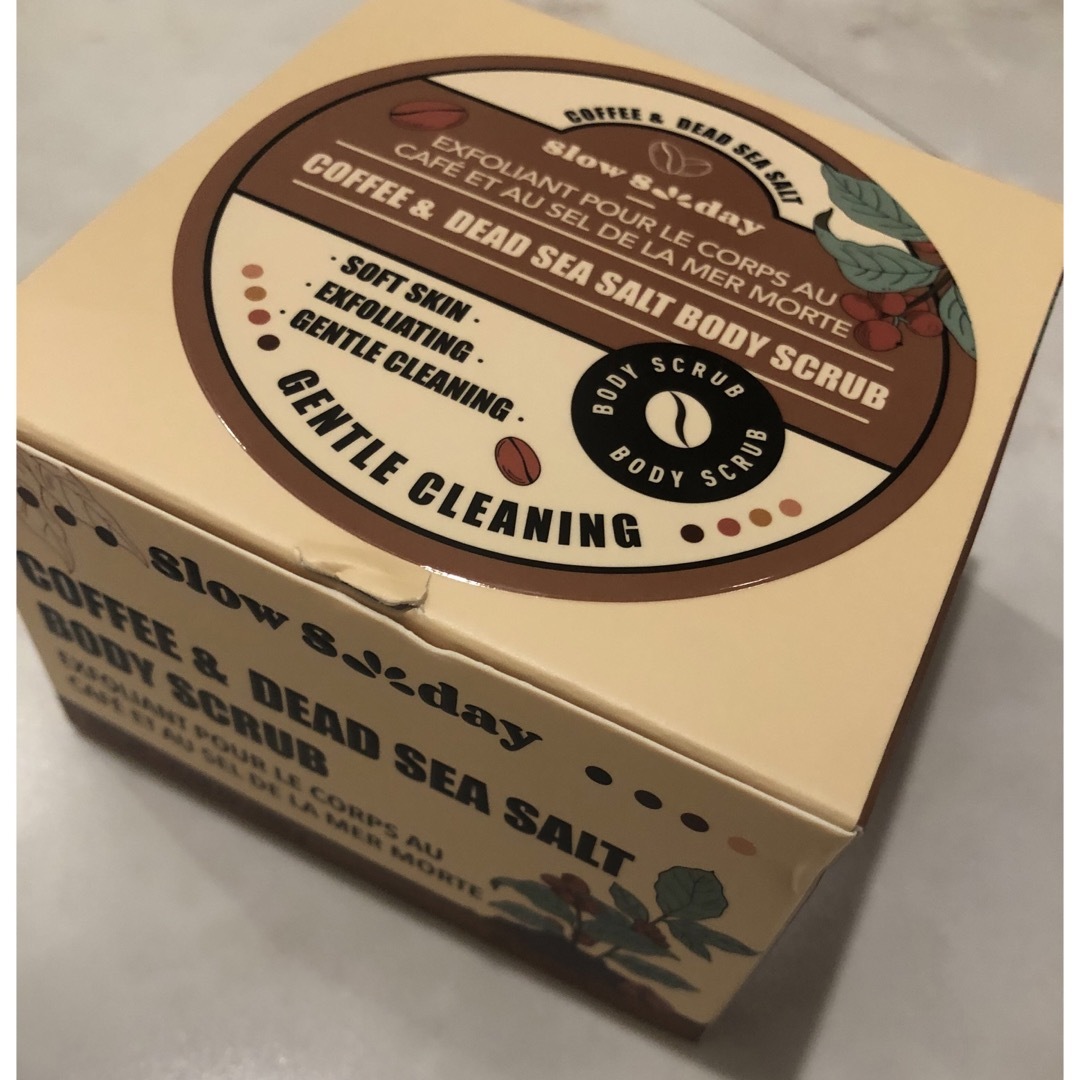 COFFEE & DEAD SEA SALT
slow sunday
EXFOLIANT POUR LE CORPS AU
CAFÉ ET AU SEL DE LA MER MORTE
COFFEE & DEAD SEA SALT BODY SCRUB
· SOFT SKIN ·
· EXFOLIATING ·
· GENTLE CLEANING ·
BODY SCRUB
BODY SCRUB
GENTLE CLEANING
slow sunday
COFFEE & DEAD SEA SALT
BODY SCRUB
EXFOLIANT POUR LE CORPS AU
CAFÉ ET AU SEL DE LA MER MORTE